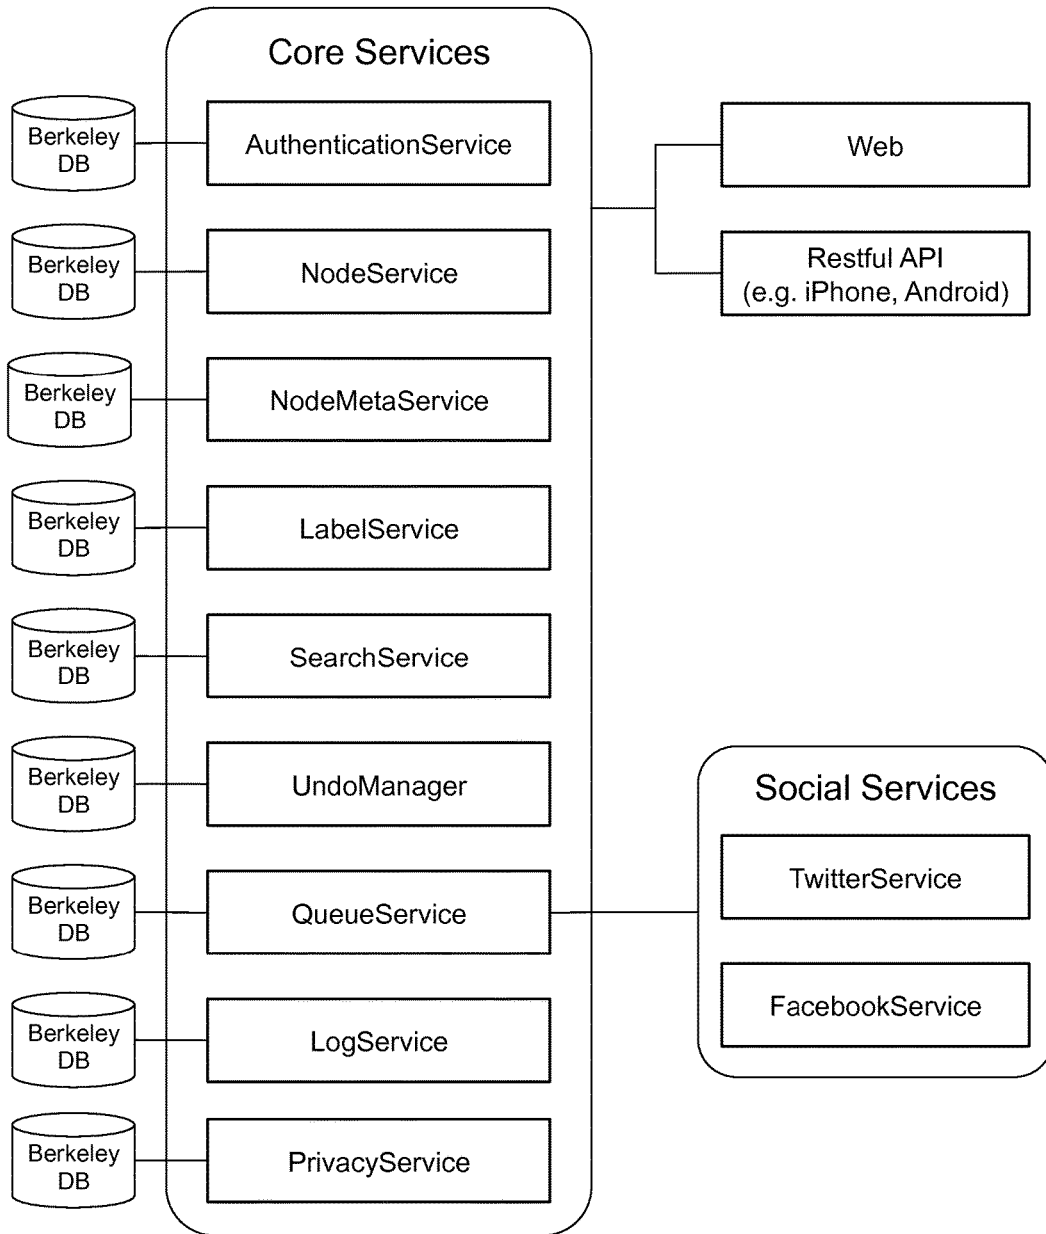 Core Services
Berkeley
DB
AuthenticationService
Web
Berkeley
DB
NodeService
Restful API
(e.g. iPhone, Android)
Berkeley
DB
NodeMetaService
Berkeley
DB
LabelService
Berkeley
DB
SearchService
Berkeley
DB
UndoManager
Social Services
TwitterService
Berkeley
DB
QueueService
FacebookService
Berkeley
DB
LogService
Berkeley
DB
PrivacyService